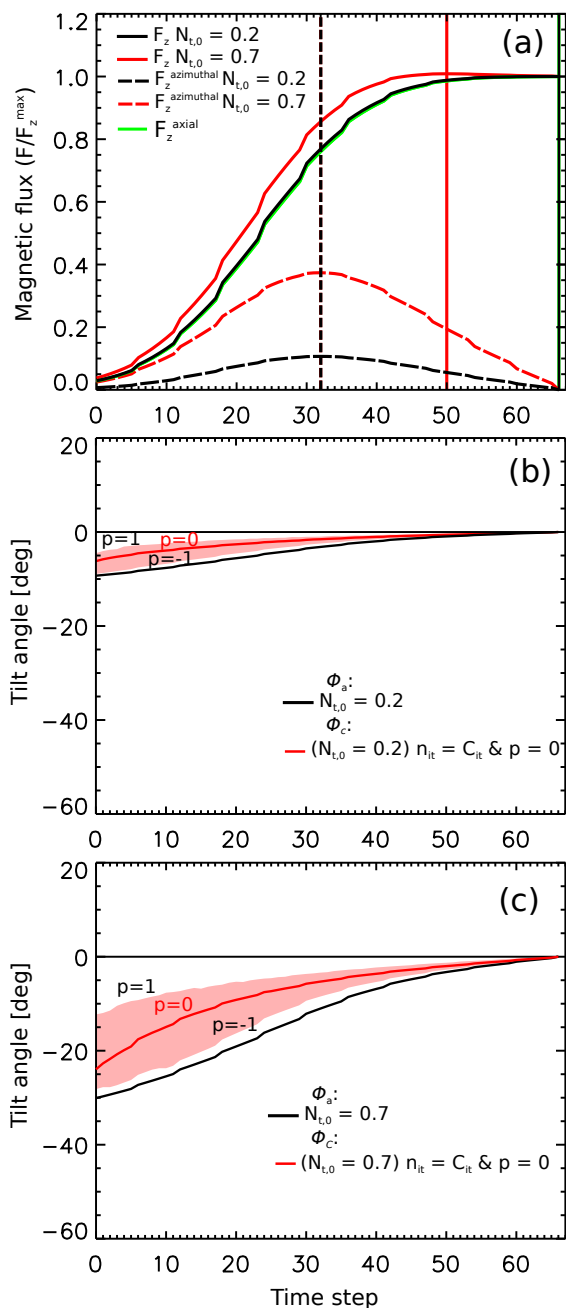 1.2
1.0
0.8
0.6
0.4
0.2
0.0
Magnetic flux (F/F_z^max)
F_z N_t,0 = 0.2
F_z N_t,0 = 0.7
F_z^azimuthal N_t,0 = 0.2
F_z^azimuthal N_t,0 = 0.7
F_z^axial
(a)
0 10 20 30 40 50 60
20
0
−20
−40
−60
Tilt angle [deg]
(b)
p=1 p=0
p=-1
Φ_a:
N_t,0 = 0.2
Φ_c:
(N_t,0 = 0.2) n_it = C_it & p = 0
0 10 20 30 40 50 60
20
0
−20
−40
−60
Tilt angle [deg]
(c)
p=1
p=0
p=-1
Φ_a:
N_t,0 = 0.7
Φ_C:
(N_t,0 = 0.7) n_it = C_it & p = 0
0 10 20 30 40 50 60
Time step